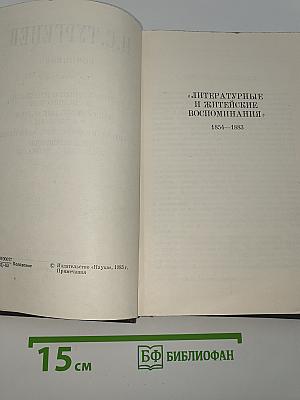 «ЛИТЕРАТУРНЫЕ
И ЖИТЕЙСКИЕ
ВОСПОМИНАНИЯ»
1854—1883
© Издательство «Наука», 1983 г.
Примечания
15 см
БФ БИБЛИОФАН